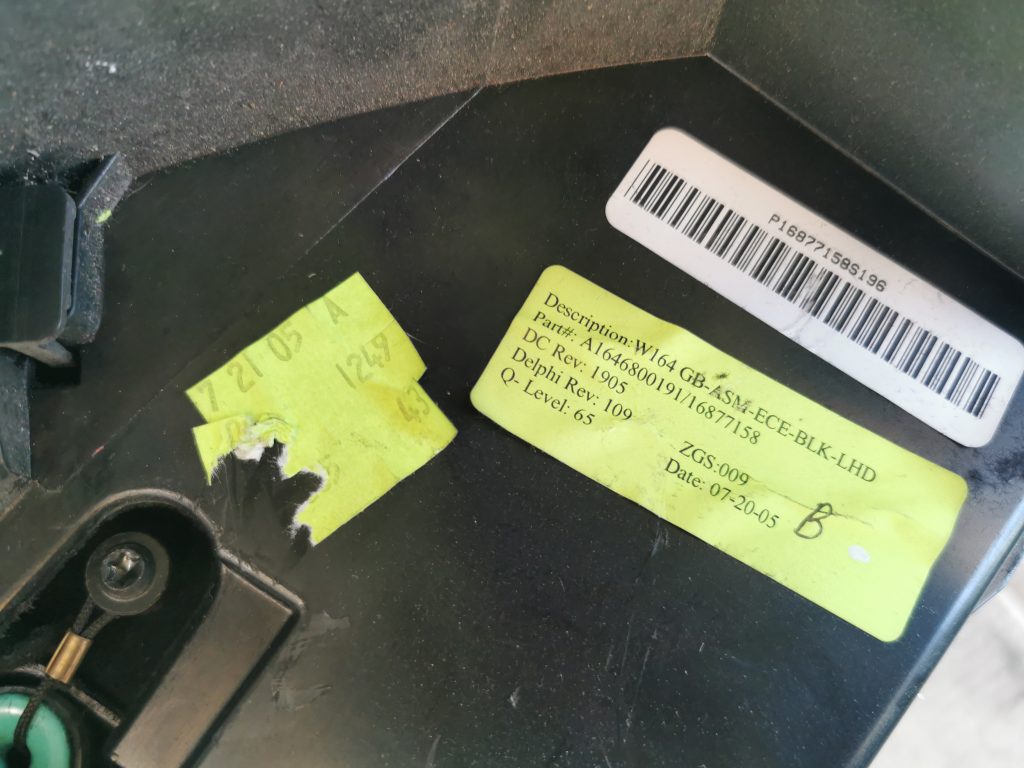 P16877158S196
Description:W164 GB-ASM-ECE-BLK-LHD
Part#: A1646800191/16877158
DC Rev: 1905
Delphi Rev: 109
Q- Level: 65
ZGS:009
Date: 07-20-05
B
7 21 05 A
1249
43